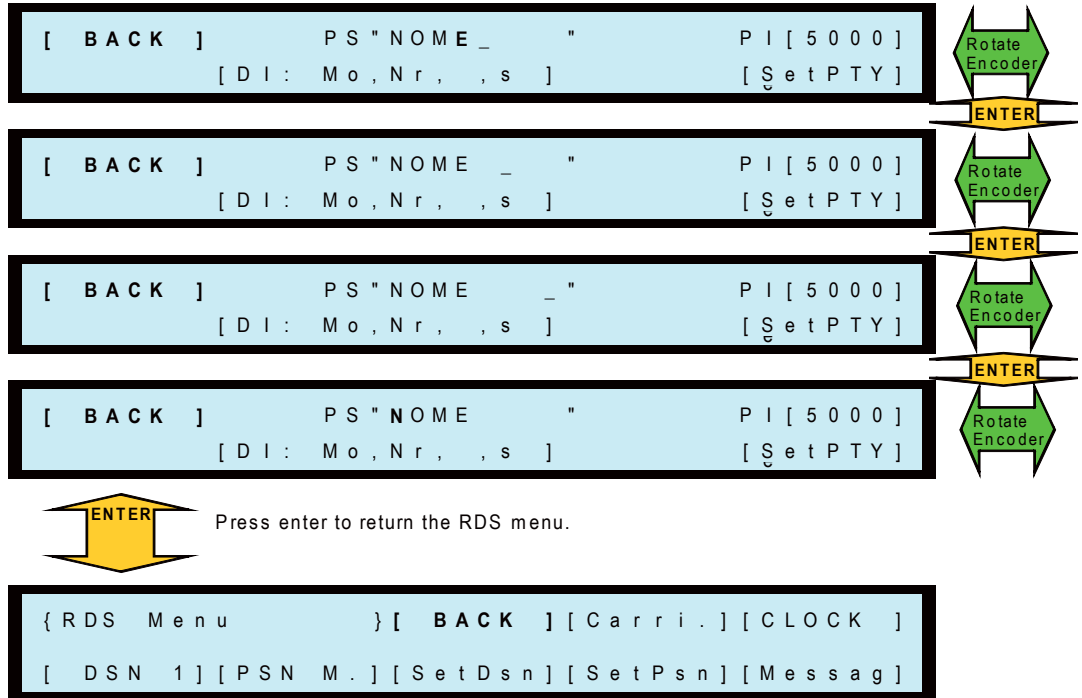 [ BACK ] PS"NOME_ " PI[5000]
[DI: Mo,Nr, ,s ] [SetPTY]
Rotate
Encoder
ENTER
[ BACK ] PS"NOME _ " PI[5000]
[DI: Mo,Nr, ,s ] [SetPTY]
Rotate
Encoder
ENTER
[ BACK ] PS"NOME _" PI[5000]
[DI: Mo,Nr, ,s ] [SetPTY]
Rotate
Encoder
ENTER
[ BACK ] PS"NOME " PI[5000]
[DI: Mo,Nr, ,s ] [SetPTY]
Rotate
Encoder
ENTER
Press enter to return the RDS menu.
{RDS Menu }[ BACK ][Carri.][CLOCK ]
[ DSN 1][PSN M.][SetDsn][SetPsn][Messag]